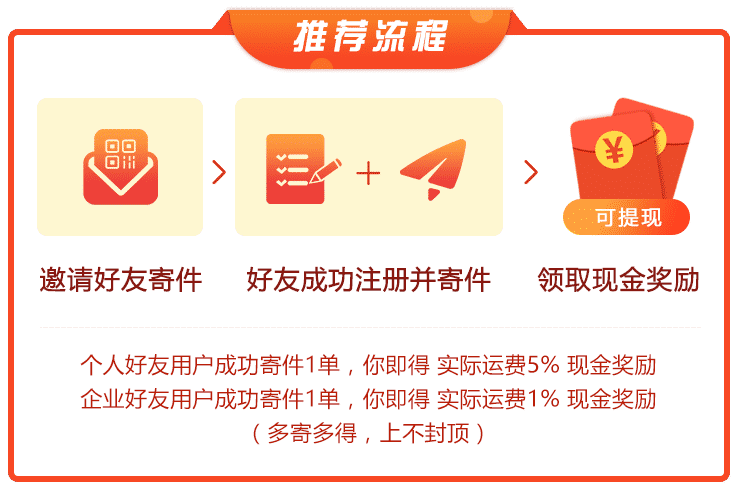 推荐流程
¥
可提现
邀请好友寄件
好友成功注册并寄件
领取现金奖励
个人好友用户成功寄件1单，你即得 实际运费5% 现金奖励
企业好友用户成功寄件1单，你即得 实际运费1% 现金奖励
（多寄多得，上不封顶）